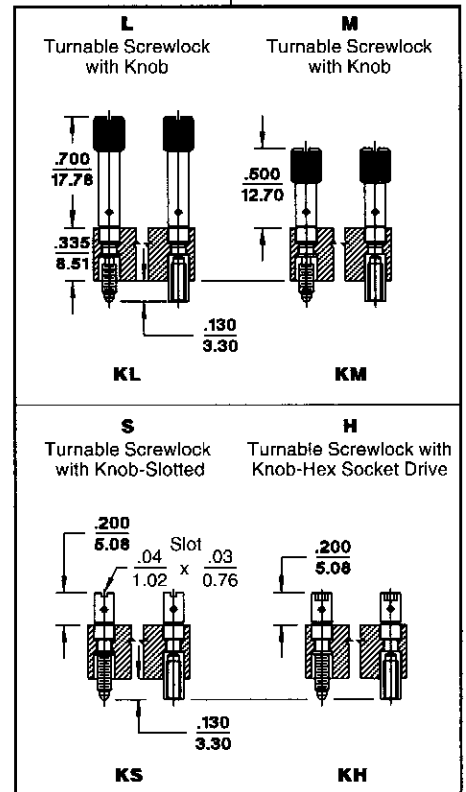 L
Turnable Screwlock
with Knob
M
Turnable Screwlock
with Knob
.700
17.78
.500
12.70
.335
8.51
.130
3.30
KL
KM
S
Turnable Screwlock
with Knob-Slotted
H
Turnable Screwlock with
Knob-Hex Socket Drive
.200
5.08
Slot
.04 x .03
1.02 0.76
.200
5.08
.130
3.30
KS
KH